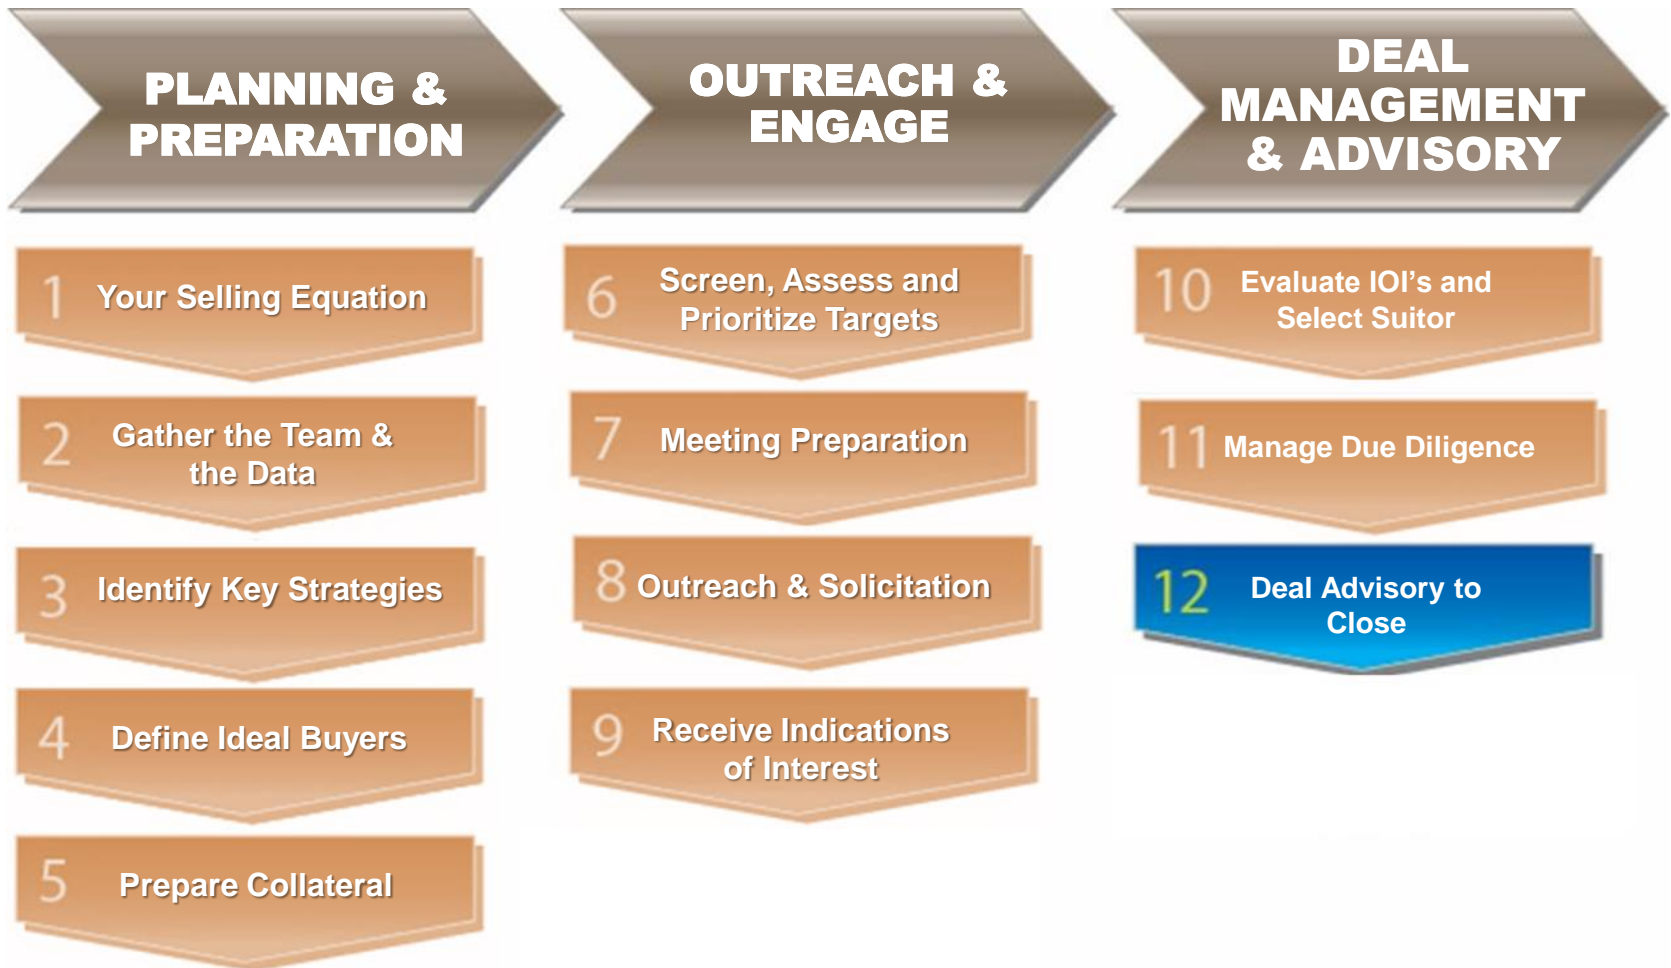 PLANNING &
PREPARATION
1 Your Selling Equation
2 Gather the Team &
the Data
3 Identify Key Strategies
4 Define Ideal Buyers
5 Prepare Collateral
OUTREACH &
ENGAGE
6 Screen, Assess and
Prioritize Targets
7 Meeting Preparation
8 Outreach & Solicitation
9 Receive Indications
of Interest
DEAL
MANAGEMENT
& ADVISORY
10 Evaluate IOI’s and
Select Suitor
11 Manage Due Diligence
12 Deal Advisory to
Close